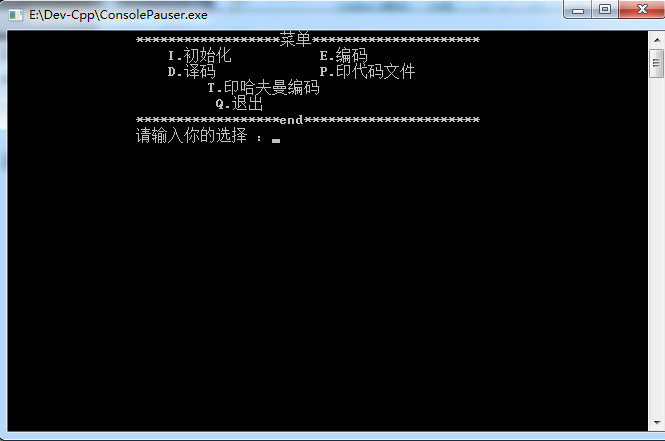 E:\Dev-Cpp\ConsolePauser.exe
******************菜单*********************
I.初始化 E.编码
D.译码 P.印代码文件
T.印哈夫曼编码
Q.退出
******************end**********************
请输入你的选择 ：